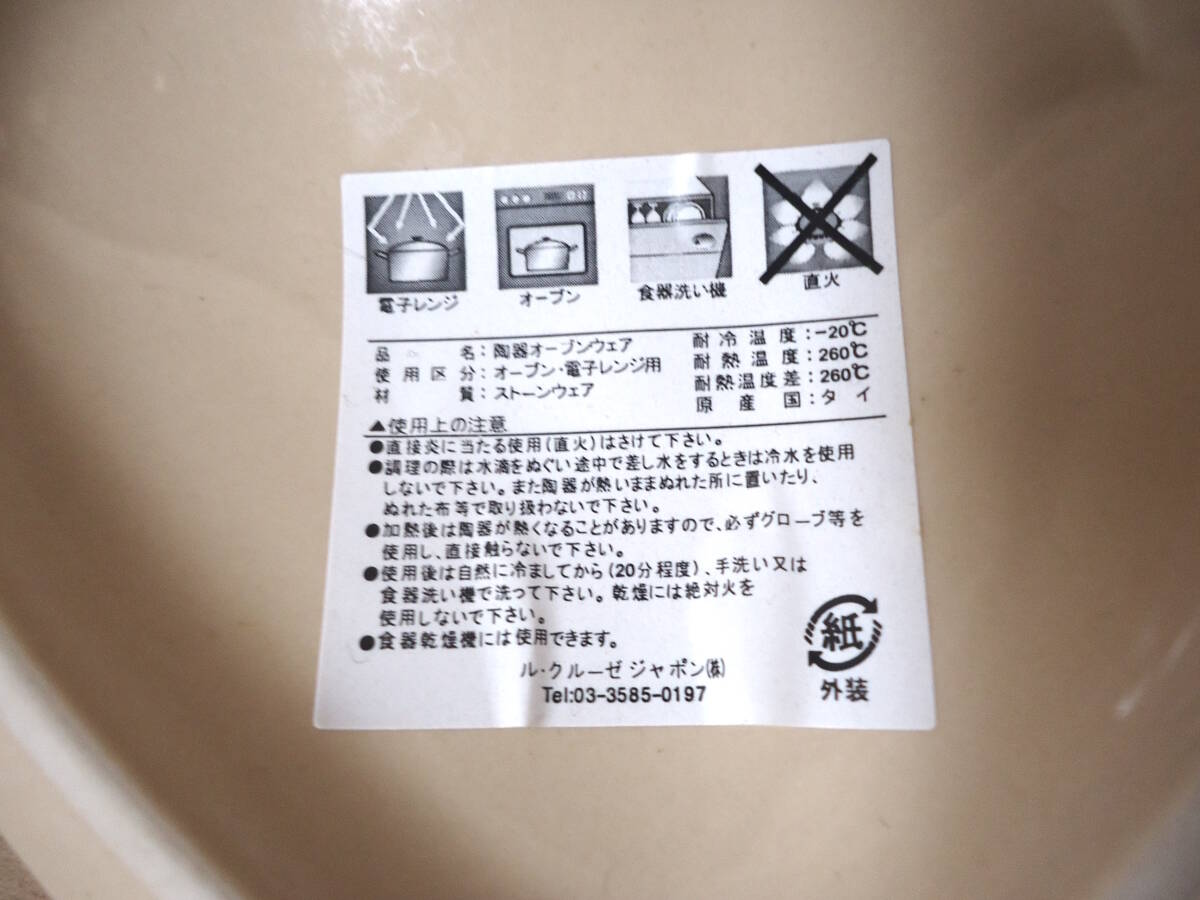 電子レンジ オーブン 食器洗い機 直火
品 名：陶器オーブンウェア
使用区分：オーブン・電子レンジ用
材 質：ストーンウェア
耐冷温度：-20℃
耐熱温度：260℃
耐熱温度差：260℃
原産国：タイ
▲使用上の注意
●直接炎に当たる使用(直火)はさけて下さい。
●調理の際は水滴をぬぐい途中で差し水をするときは冷水を使用
しないで下さい。また陶器が熱いままぬれた所に置いたり、
ぬれた布等で取り扱わないで下さい。
●加熱後は陶器が熱くなることがありますので、必ずグローブ等を
使用し、直接触らないで下さい。
●使用後は自然に冷ましてから(20分程度)、手洗い又は
食器洗い機で洗って下さい。乾燥には絶対火を
使用しないで下さい。
●食器乾燥機には使用できます。
ル・クルーゼ ジャポン㈱
Tel:03-3585-0197
紙
外装